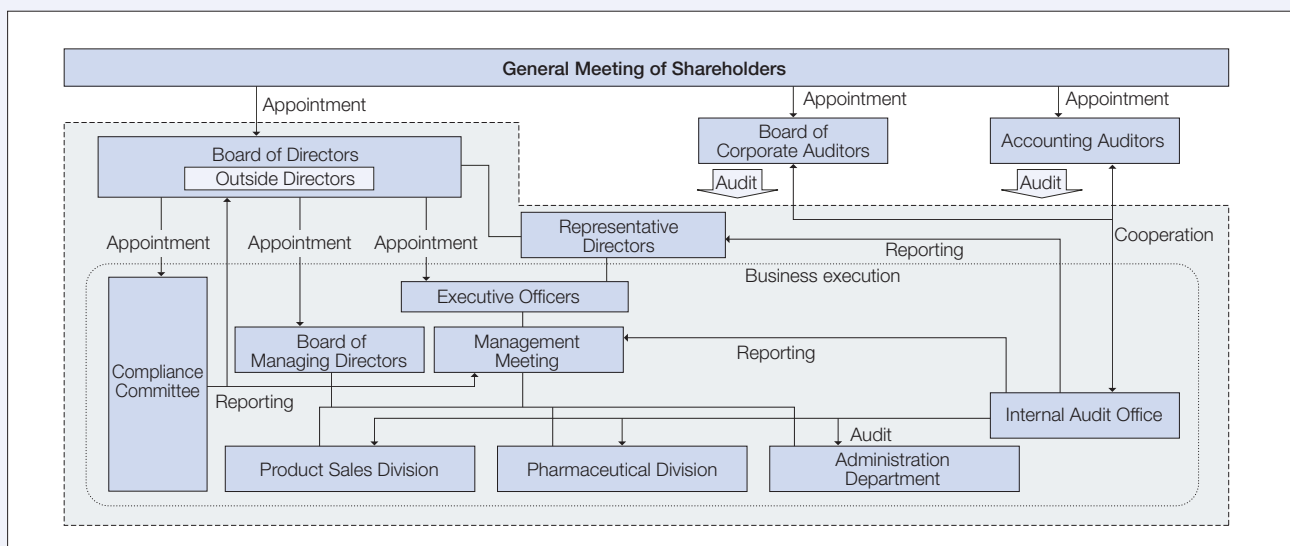 General Meeting of Shareholders
Appointment
Appointment
Appointment
Board of Directors
Outside Directors
Board of
Corporate Auditors
Accounting Auditors
Audit
Audit
Appointment
Appointment
Appointment
Representative
Directors
Reporting
Cooperation
Business execution
Executive Officers
Compliance
Committee
Board of
Managing Directors
Management
Meeting
Reporting
Reporting
Internal Audit Office
Audit
Product Sales Division
Pharmaceutical Division
Administration
Department